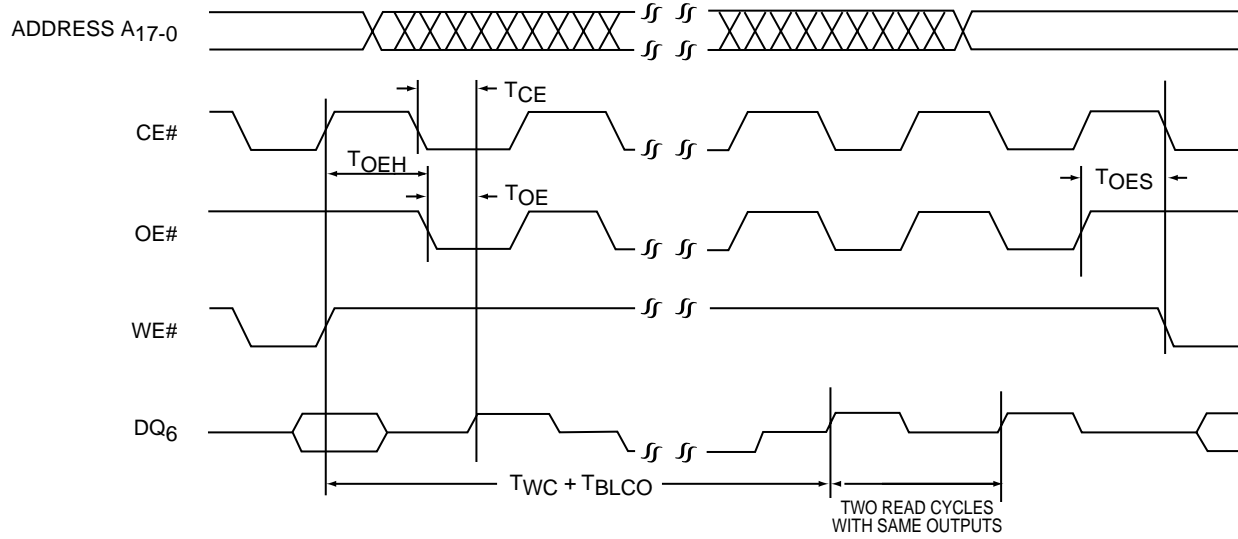 ADDRESS A17-0
TCE
CE#
TOEH
TOE
TOES
OE#
WE#
DQ6
TWC + TBLCO
TWO READ CYCLES
WITH SAME OUTPUTS